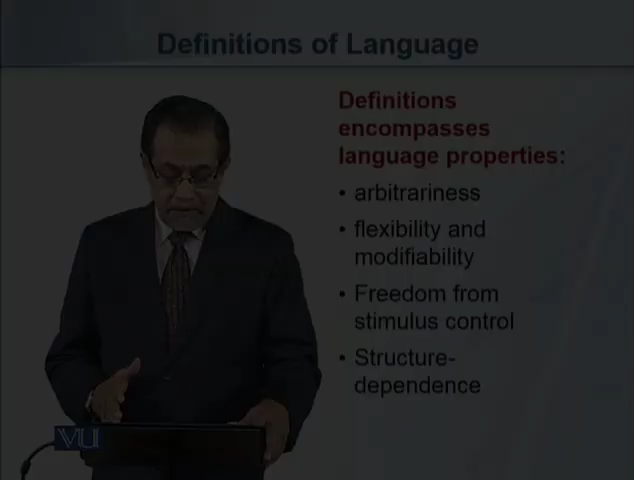 Definitions of Language
Definitions
encompasses
language properties:
• arbitrariness
• flexibility and
modifiability
• Freedom from
stimulus control
• Structure-
dependence
VU